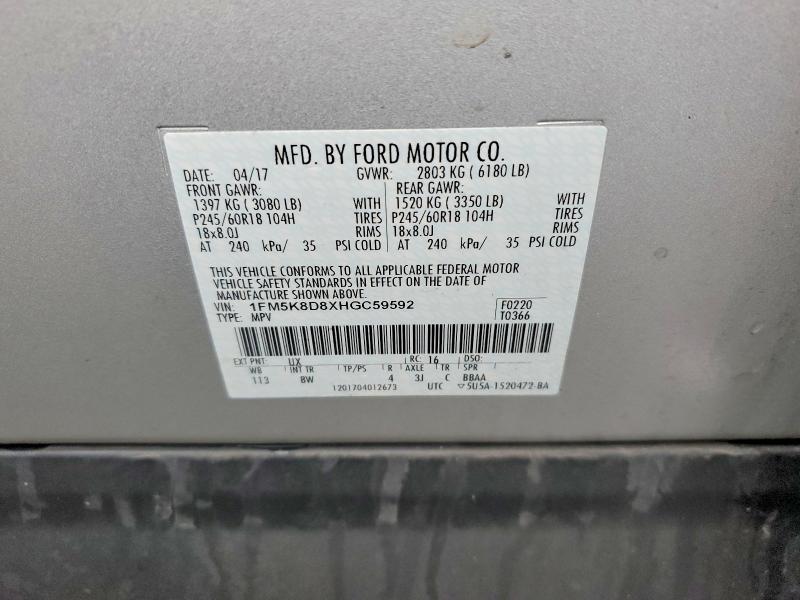 MFD. BY FORD MOTOR CO.
DATE: 04/17 GVWR: 2803 KG ( 6180 LB)
FRONT GAWR: REAR GAWR:
1397 KG ( 3080 LB) WITH 1520 KG ( 3350 LB) WITH
P245/60R18 104H TIRES P245/60R18 104H TIRES
18x8.0J RIMS 18x8.0J RIMS
AT 240 kPa/ 35 PSI COLD AT 240 kPa/ 35 PSI COLD
THIS VEHICLE CONFORMS TO ALL APPLICABLE FEDERAL MOTOR
VEHICLE SAFETY STANDARDS IN EFFECT ON THE DATE OF
MANUFACTURE SHOWN ABOVE.
VIN: 1FM5K8D8XHGC59592 F0220
TYPE: MPV T0366
EXT PNT: UX RC: 16 DSO:
WB INT TR TP/PS R AXLE TR SPR
113 BW 4 3J C BBAA
1201704012673 UTC ▽5U5A-1520472-BA